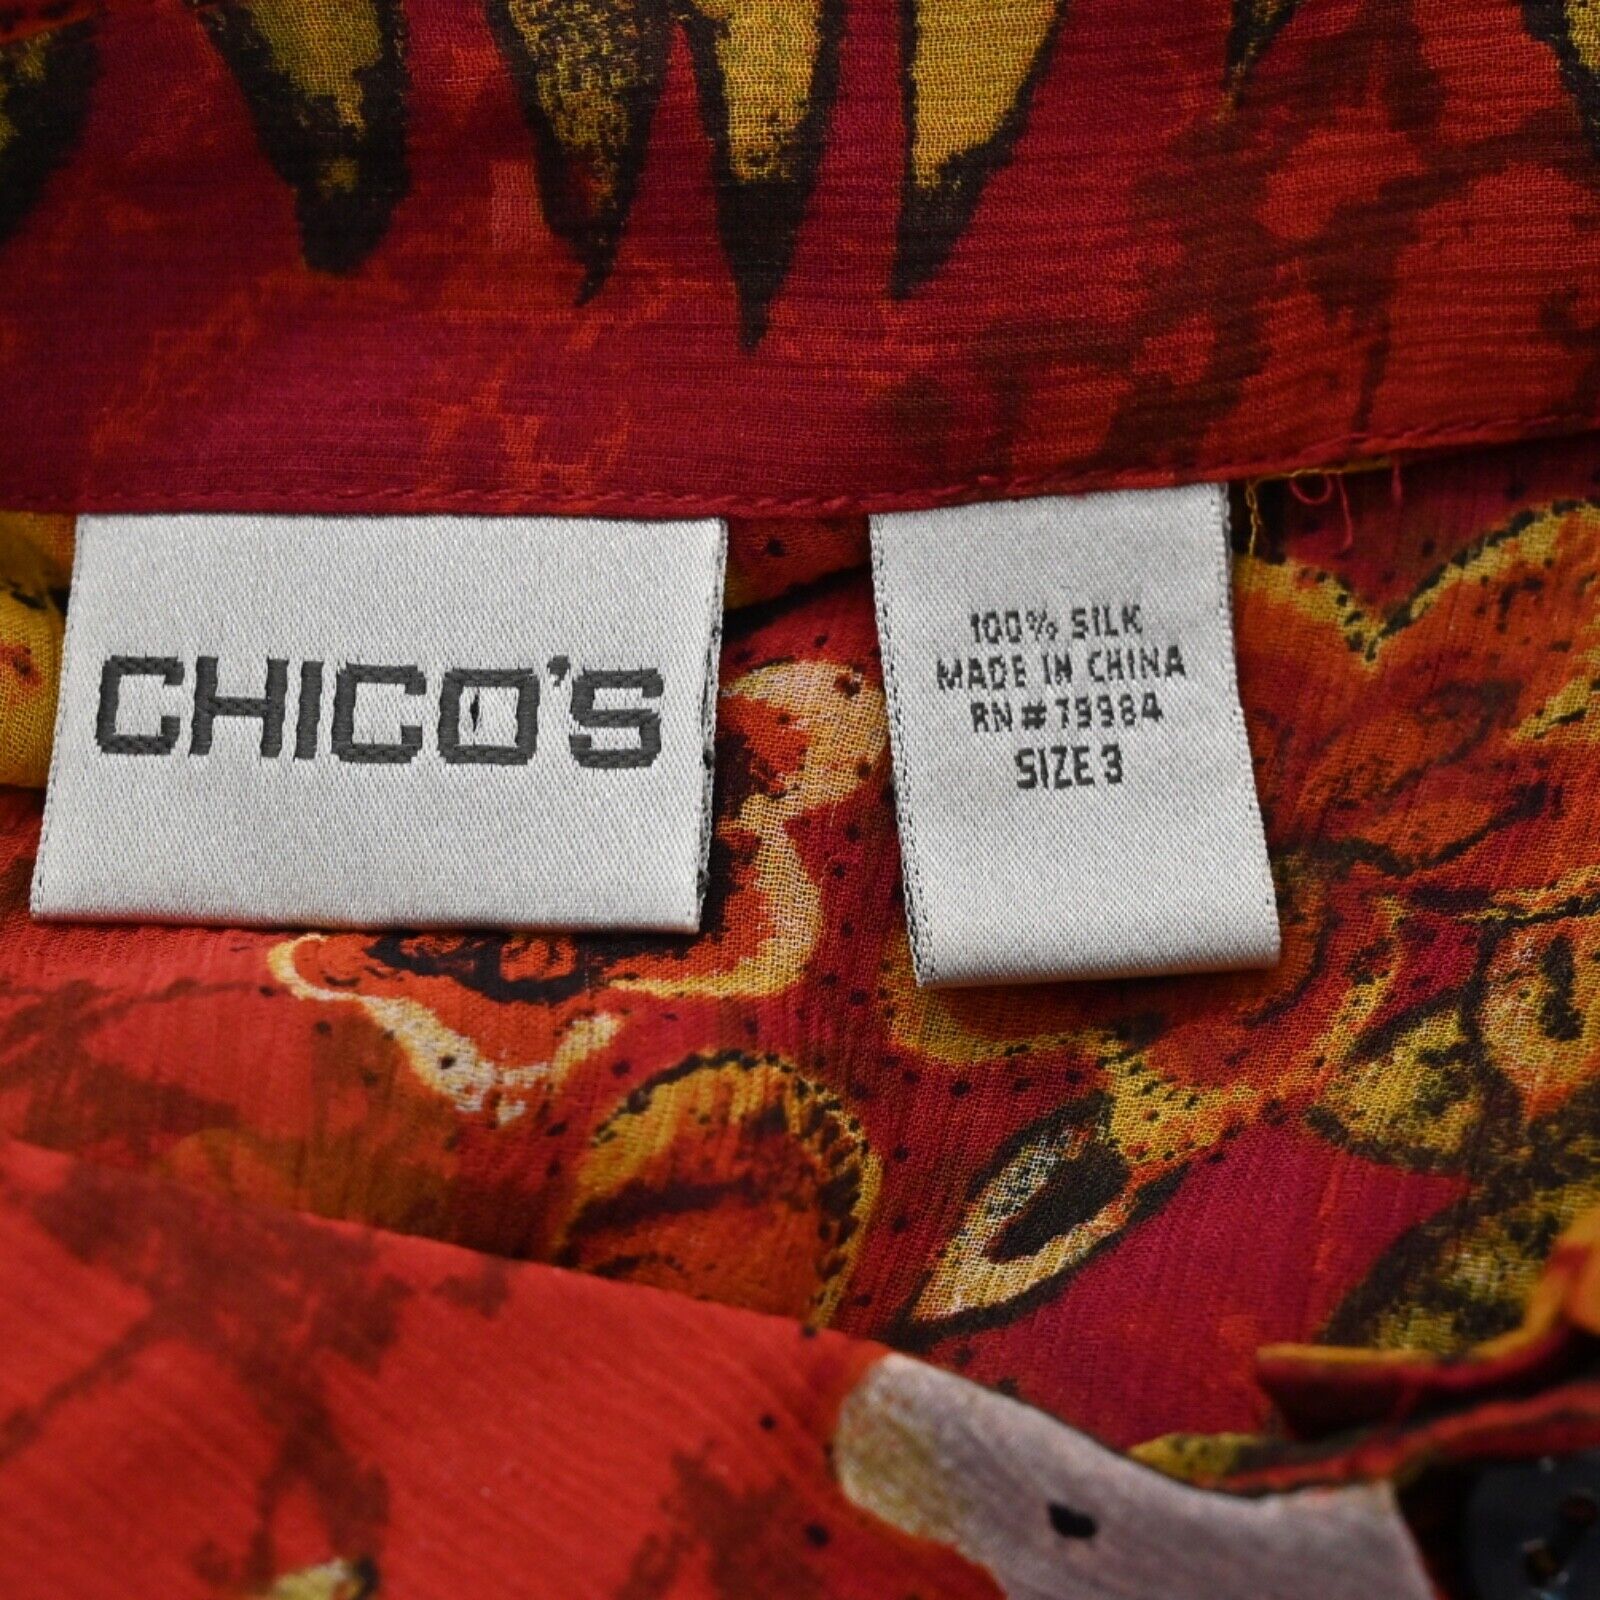 CHICO'S
100% SILK
MADE IN CHINA
RN#79984
SIZE 3